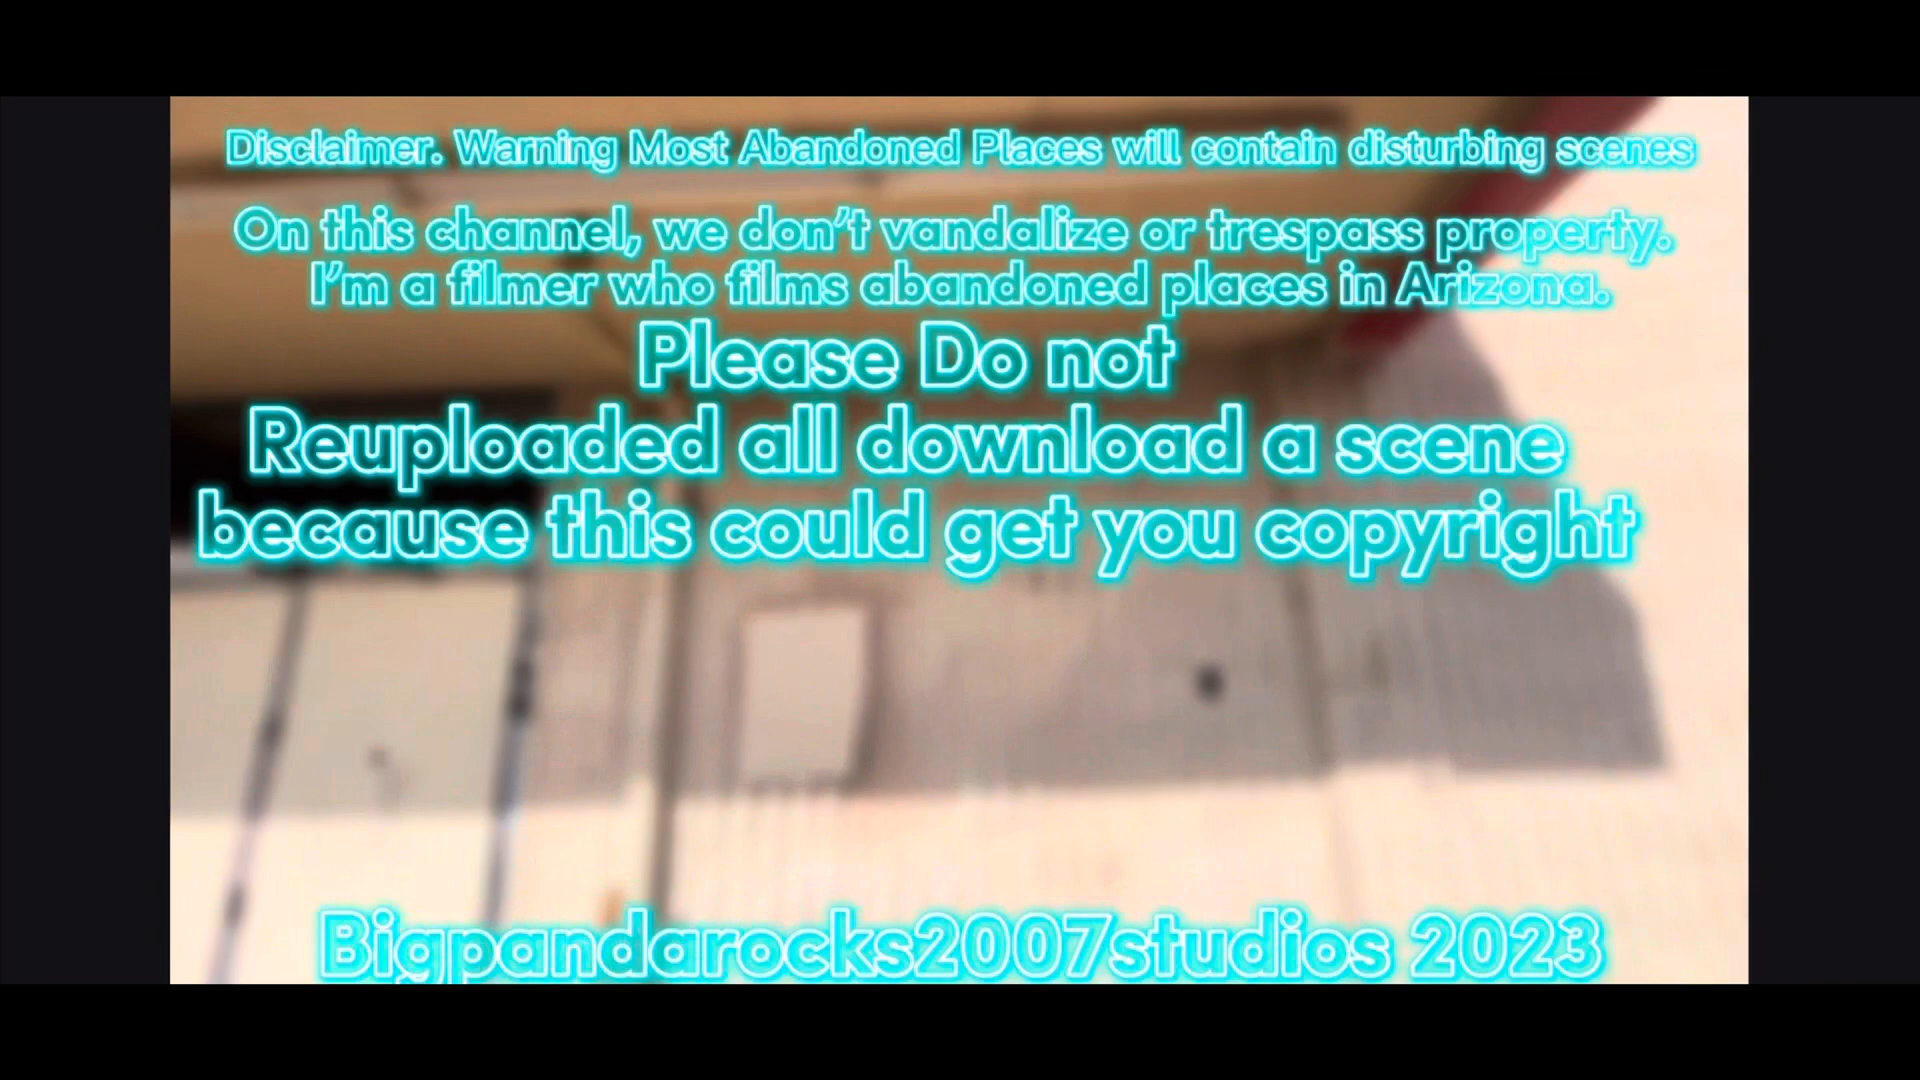 Disclaimer. Warning Most Abandoned Places will contain disturbing scenes
On this channel, we don’t vandalize or trespass property.
I’m a filmer who films abandoned places in Arizona.
Please Do not
Reuploaded all download a scene
because this could get you copyright
Bigpandarocks2007studios 2023